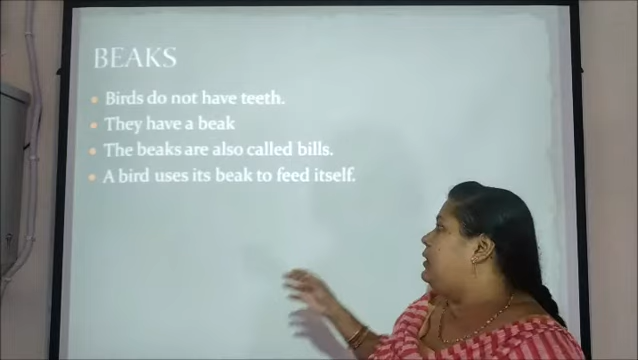 BEAKS
Birds do not have teeth.
They have a beak
The beaks are also called bills.
A bird uses its beak to feed itself.